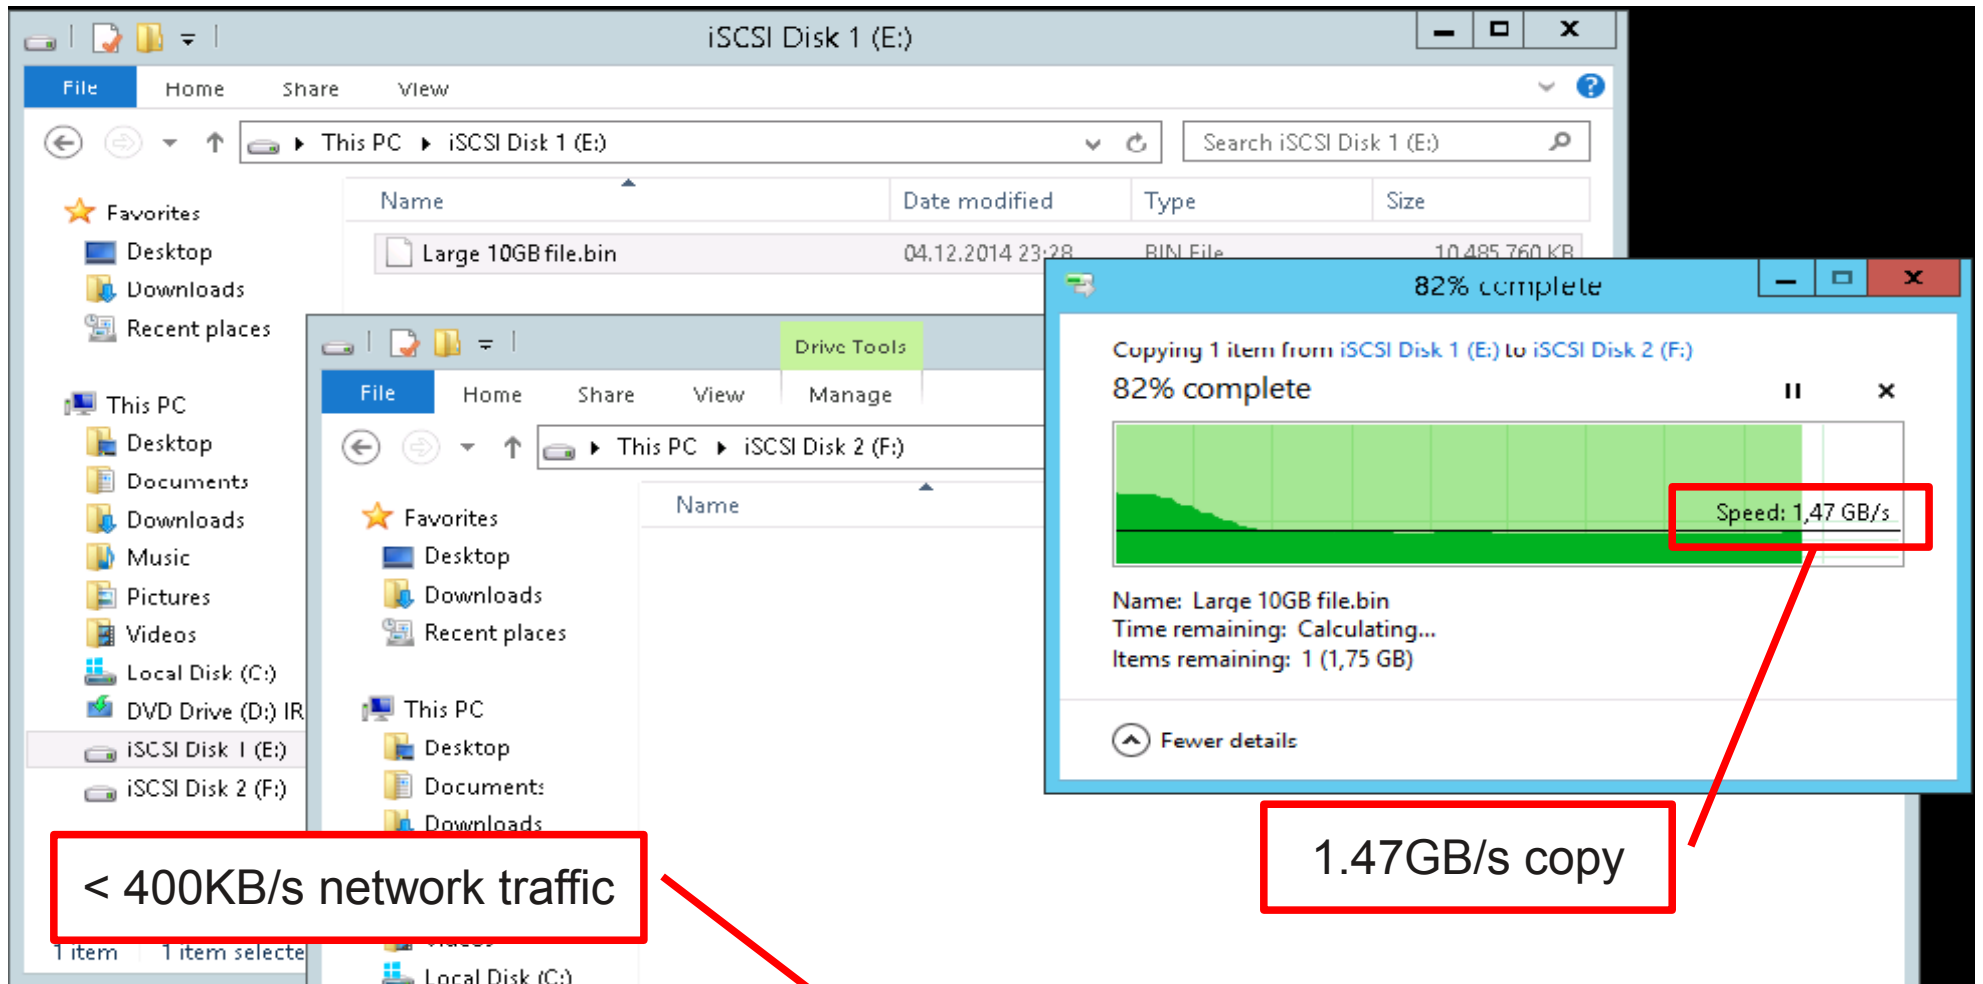 iSCSI Disk 1 (E:)
File Home Share View
This PC iSCSI Disk 1 (E:)
Search iSCSI Disk 1 (E:)
Name Date modified Type Size
Large 10GB file.bin 04.12.2014 23:28 BIN File 10 485 760 KB
Favorites
Desktop
Downloads
Recent places
This PC
Desktop
Documents
Downloads
Music
Pictures
Videos
Local Disk (C:)
DVD Drive (D:) IR
iSCSI Disk 1 (E:)
iSCSI Disk 2 (F:)
1 item 1 item selecte
Drive Tools
File Home Share View Manage
This PC iSCSI Disk 2 (F:)
Name
Favorites
Desktop
Downloads
Recent places
This PC
Desktop
Documents
Downloads
Videos
Local Disk (C:)
82% complete
Copying 1 item from iSCSI Disk 1 (E:) to iSCSI Disk 2 (F:)
82% complete
Speed: 1,47 GB/s
Name: Large 10GB file.bin
Time remaining: Calculating...
Items remaining: 1 (1,75 GB)
Fewer details
< 400KB/s network traffic
1.47GB/s copy